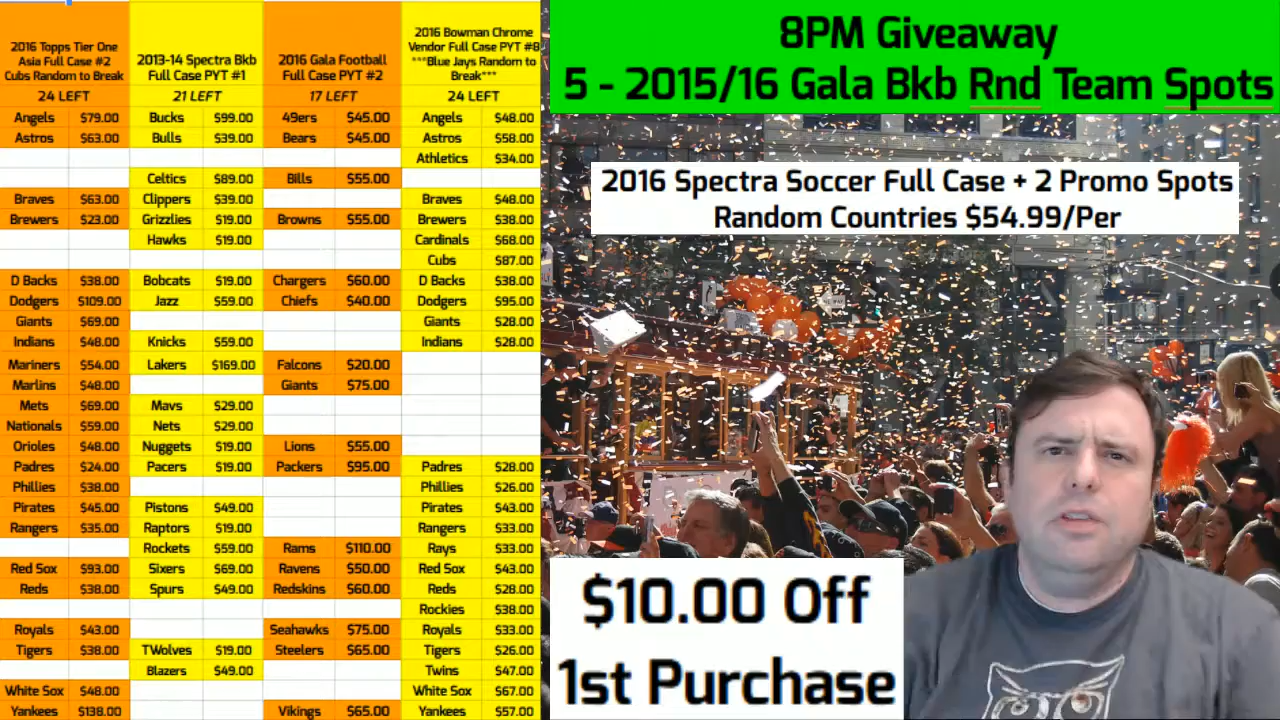 2016 Topps Tier One
Asia Full Case #2
Cubs Random to Break
24 LEFT
Angels $79.00
Astros $63.00
Braves $63.00
Brewers $23.00
D Backs $38.00
Dodgers $109.00
Giants $69.00
Indians $48.00
Mariners $54.00
Marlins $48.00
Mets $69.00
Nationals $59.00
Orioles $48.00
Padres $24.00
Phillies $38.00
Pirates $45.00
Rangers $35.00
Red Sox $93.00
Reds $38.00
Royals $43.00
Tigers $38.00
White Sox $48.00
Yankees $138.00
2013-14 Spectra Bkb
Full Case PYT #1
21 LEFT
Bucks $99.00
Bulls $39.00
Celtics $89.00
Clippers $39.00
Grizzlies $19.00
Hawks $19.00
Bobcats $19.00
Jazz $59.00
Knicks $59.00
Lakers $169.00
Mavs $29.00
Nets $29.00
Nuggets $19.00
Pacers $19.00
Pistons $49.00
Raptors $19.00
Rockets $59.00
Sixers $69.00
Spurs $49.00
TWolves $19.00
Blazers $49.00
2016 Gala Football
Full Case PYT #2
17 LEFT
49ers $45.00
Bears $45.00
Bills $55.00
Browns $55.00
Chargers $60.00
Chiefs $40.00
Falcons $20.00
Giants $75.00
Lions $55.00
Packers $95.00
Rams $110.00
Ravens $50.00
Redskins $60.00
Seahawks $75.00
Steelers $65.00
Vikings $65.00
2016 Bowman Chrome
Vendor Full Case PYT #8
***Blue Jays Random to
Break***
24 LEFT
Angels $48.00
Astros $58.00
Athletics $34.00
Braves $48.00
Brewers $38.00
Cardinals $68.00
Cubs $87.00
D Backs $38.00
Dodgers $95.00
Giants $28.00
Indians $28.00
Padres $28.00
Phillies $26.00
Pirates $43.00
Rangers $33.00
Rays $33.00
Red Sox $43.00
Reds $28.00
Rockies $38.00
Royals $33.00
Tigers $26.00
Twins $47.00
White Sox $67.00
Yankees $57.00
8PM Giveaway
5 - 2015/16 Gala Bkb Rnd Team Spots
2016 Spectra Soccer Full Case + 2 Promo Spots
Random Countries $54.99/Per
$10.00 Off
1st Purchase